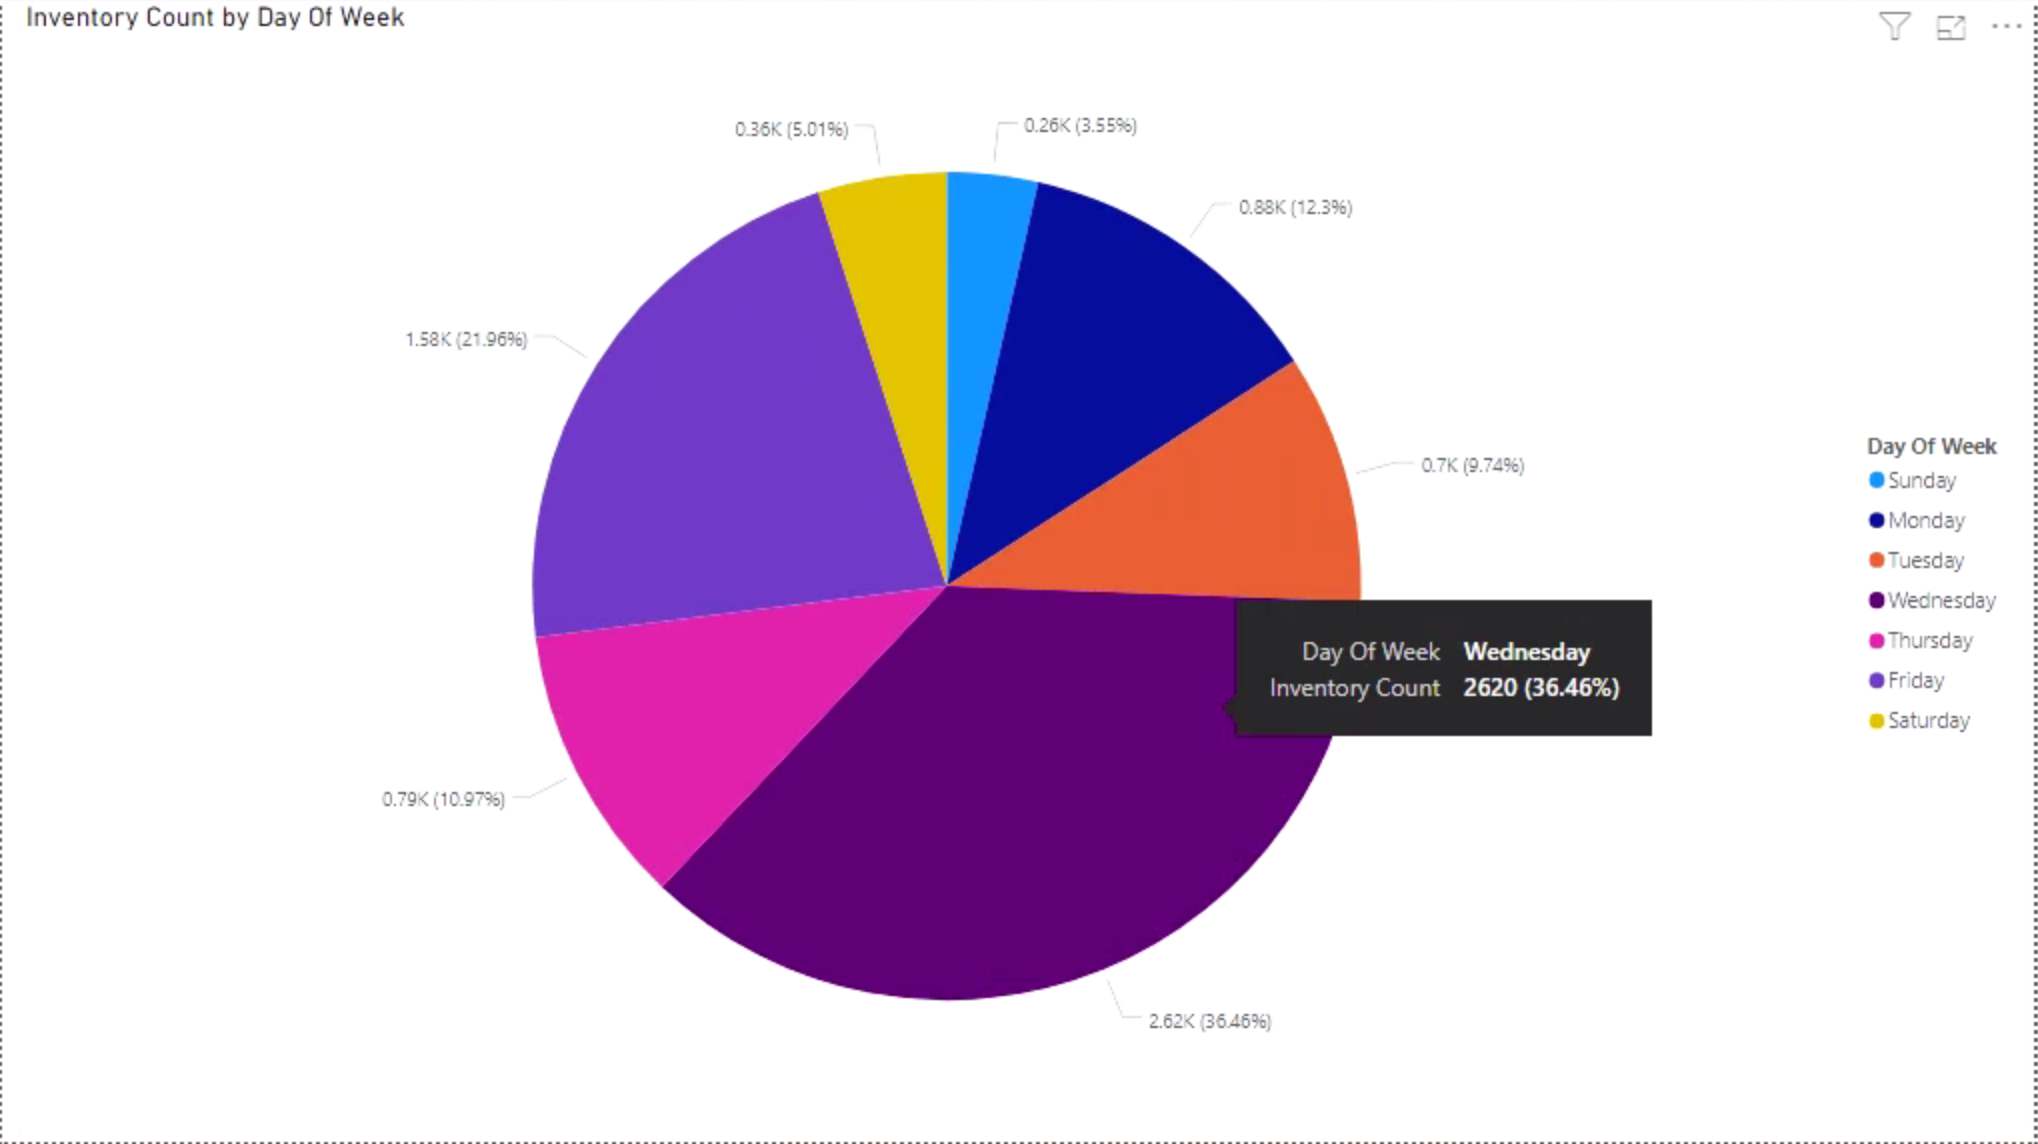 Inventory Count by Day Of Week
0.36K (5.01%)
0.26K (3.55%)
0.88K (12.3%)
1.58K (21.96%)
0.7K (9.74%)
Day Of Week
Sunday
Monday
Tuesday
Wednesday
Thursday
Friday
Saturday
Day Of Week Wednesday
Inventory Count 2620 (36.46%)
0.79K (10.97%)
2.62K (36.46%)